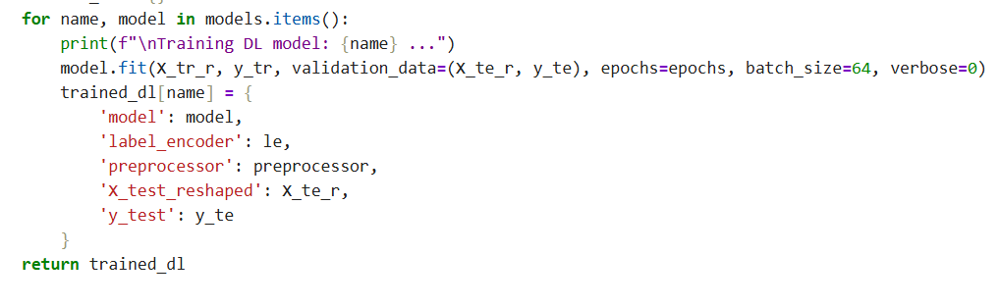 for name, model in models.items():
    print(f"\nTraining DL model: {name} ...")
    model.fit(X_tr_r, y_tr, validation_data=(X_te_r, y_te), epochs=epochs, batch_size=64, verbose=0)
    trained_dl[name] = {
        'model': model,
        'label_encoder': le,
        'preprocessor': preprocessor,
        'X_test_reshaped': X_te_r,
        'y_test': y_te
    }
return trained_dl